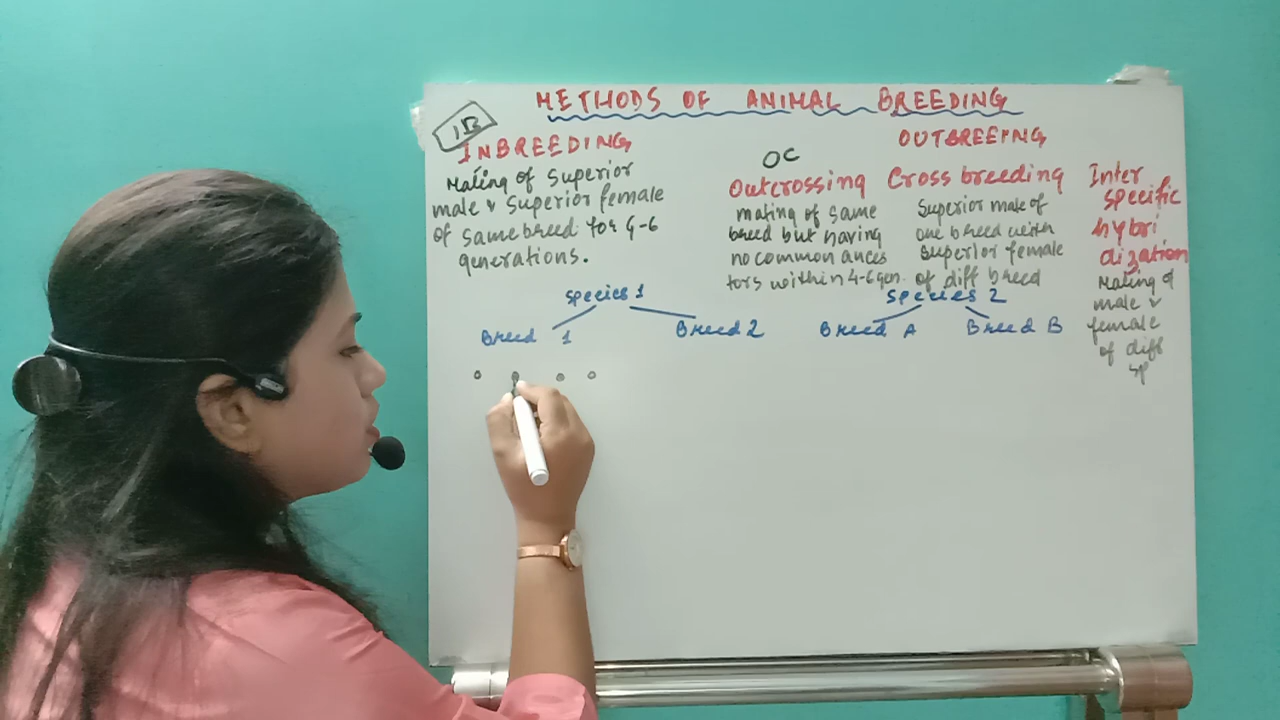 METHODS OF ANIMAL BREEDING
IB
INBREEDING
Mating of Superior
male & Superior female
of same breed for 4-6
generations.
OUTBREEING
OC
Outcrossing
mating of same
breed but having
no common ances
tors within 4-6 gen.
Cross breeding
Superior male of
one breed with
superior female
of diff breed
Inter
specific
hybri
dization
Mating of
male &
female
of diff
sp
Species 1
Breed 1
Breed 2
Species 2
Breed A
Breed B